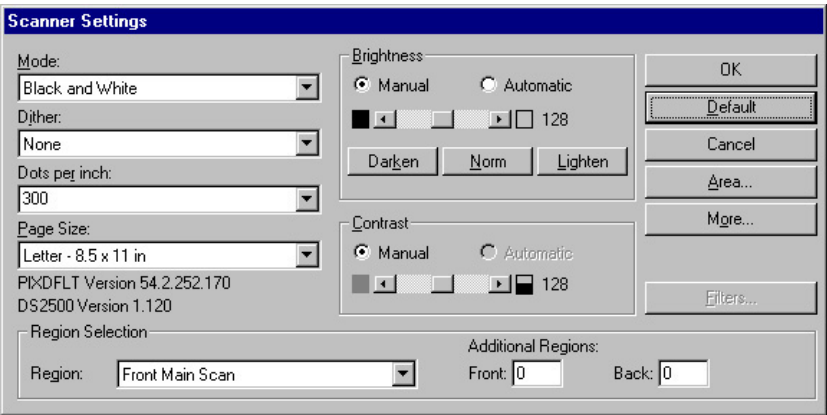 Scanner Settings
Mode:
Black and White
Dither:
None
Dots per inch:
300
Page Size:
Letter - 8.5 x 11 in
PIXDFLT Version 54.2.252.170
DS2500 Version 1.120
Brightness
Manual Automatic
128
Darken Norm Lighten
Contrast
Manual Automatic
128
OK
Default
Cancel
Area...
More...
Filters...
Region Selection
Region: Front Main Scan
Additional Regions:
Front: 0 Back: 0